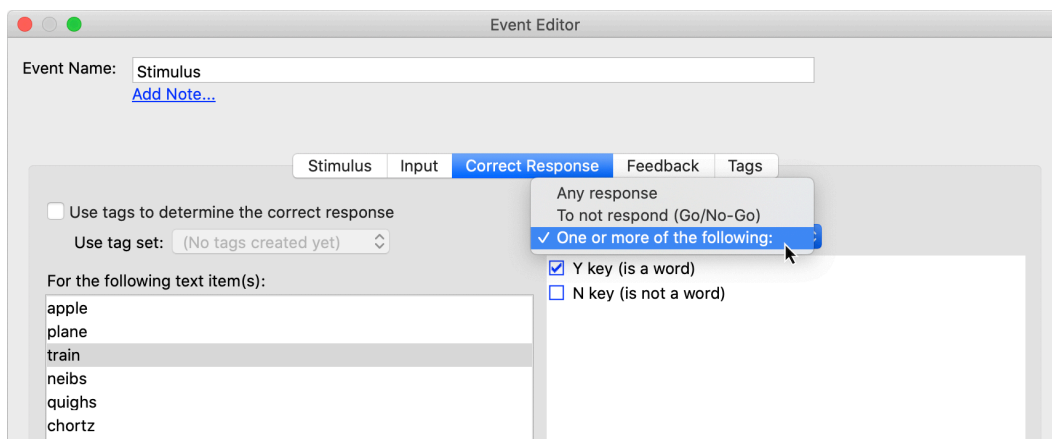 Event Editor
Event Name: Stimulus
Add Note...
Stimulus Input Correct Response Feedback Tags
Any response
Use tags to determine the correct response
To not respond (Go/No-Go)
Use tag set: (No tags created yet)
✓ One or more of the following:
For the following text item(s):
Y key (is a word)
N key (is not a word)
apple
plane
train
neibs
quighs
chortz